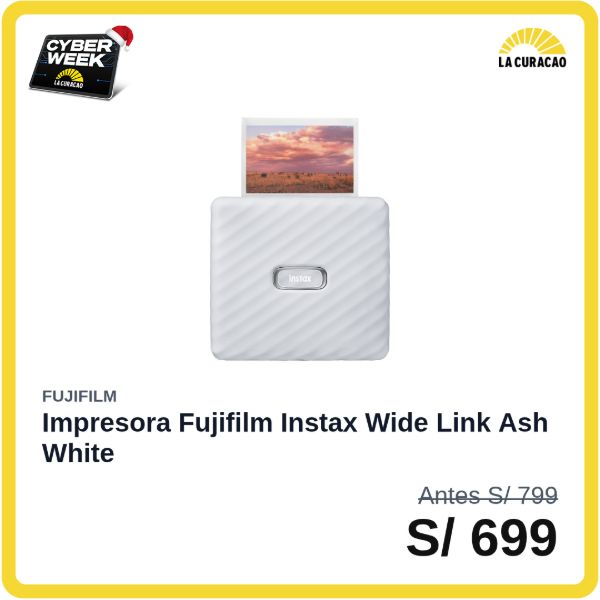 CYBER
WEEK
LA CURACAO
LA CURACAO
instax
FUJIFILM
Impresora Fujifilm Instax Wide Link Ash
White
Antes S/ 799
S/ 699